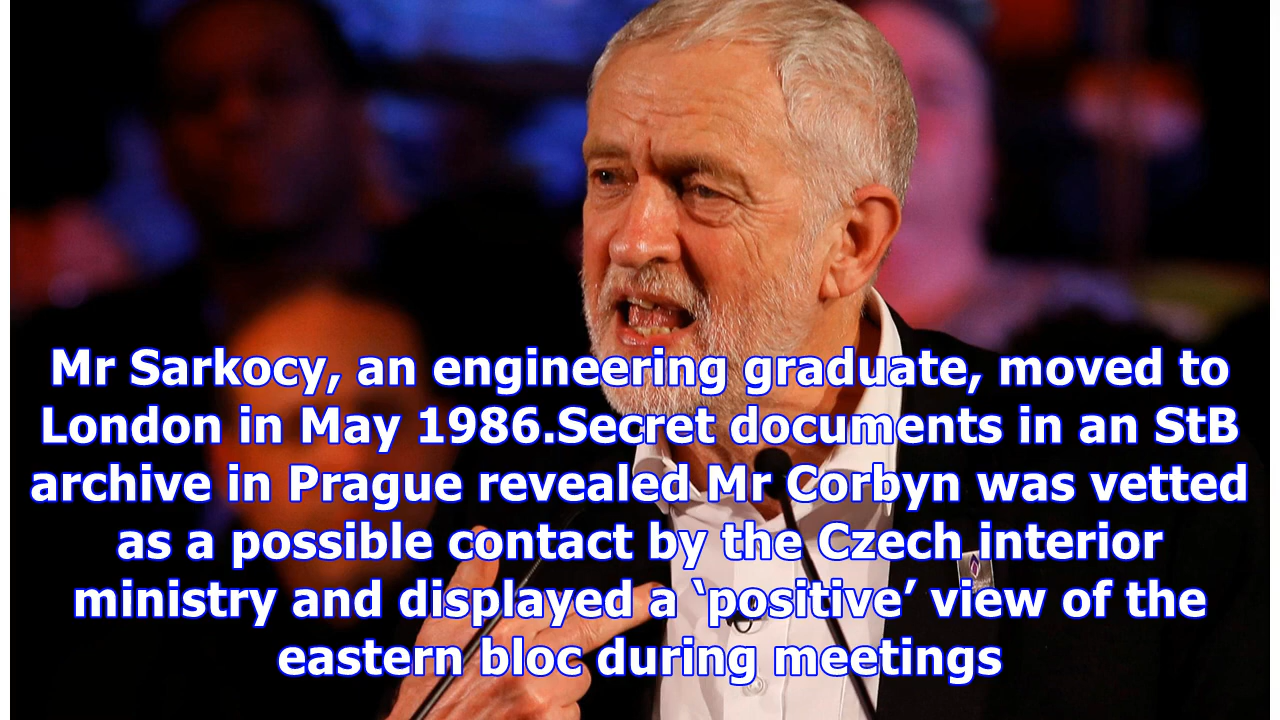 Mr Sarkocy, an engineering graduate, moved to
London in May 1986.Secret documents in an StB
archive in Prague revealed Mr Corbyn was vetted
as a possible contact by the Czech interior
ministry and displayed a ‘positive’ view of the
eastern bloc during meetings